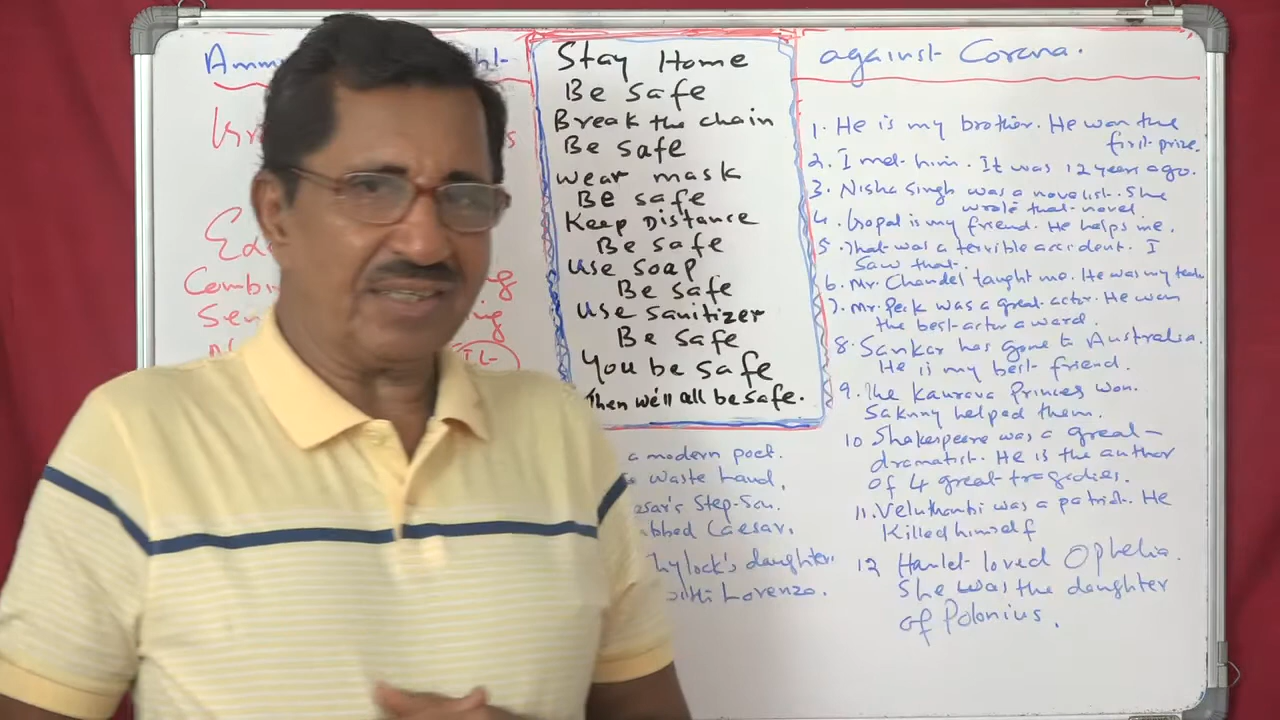 Stay Home
Be safe
Break the chain
Be safe
wear mask
Be safe
Keep Distance
Be safe
use soap
Be safe
use sanitizer
Be safe
You be safe
Then we'll all be safe.
against Corona.
1. He is my brother. He won the
first prize.
2. I met him. It was 12 years ago.
3. Nisha Singh was a novelist. She
wrote that novel.
4. Gopal is my friend. He helps me.
5. That was a terrible accident. I
saw that.
6. Mr. Chandel taught me. He was my
7. Mr. Peck was a great actor. He won
the best actor award.
8. Sankar has gone to Australia.
He is my best friend.
9. The Kaurava Princes won.
Sakuny helped them.
10 Shakespeare was a great
dramatist. He is the author
of 4 great tragedies.
11. Veluthambi was a patriot. He
Killed himself
12 Hamlet loved Ophelia.
She was the daughter
of Polonius.
a modern poet.
waste land,
Step-Son.
Caesar.
daughter.
Lorenzo.